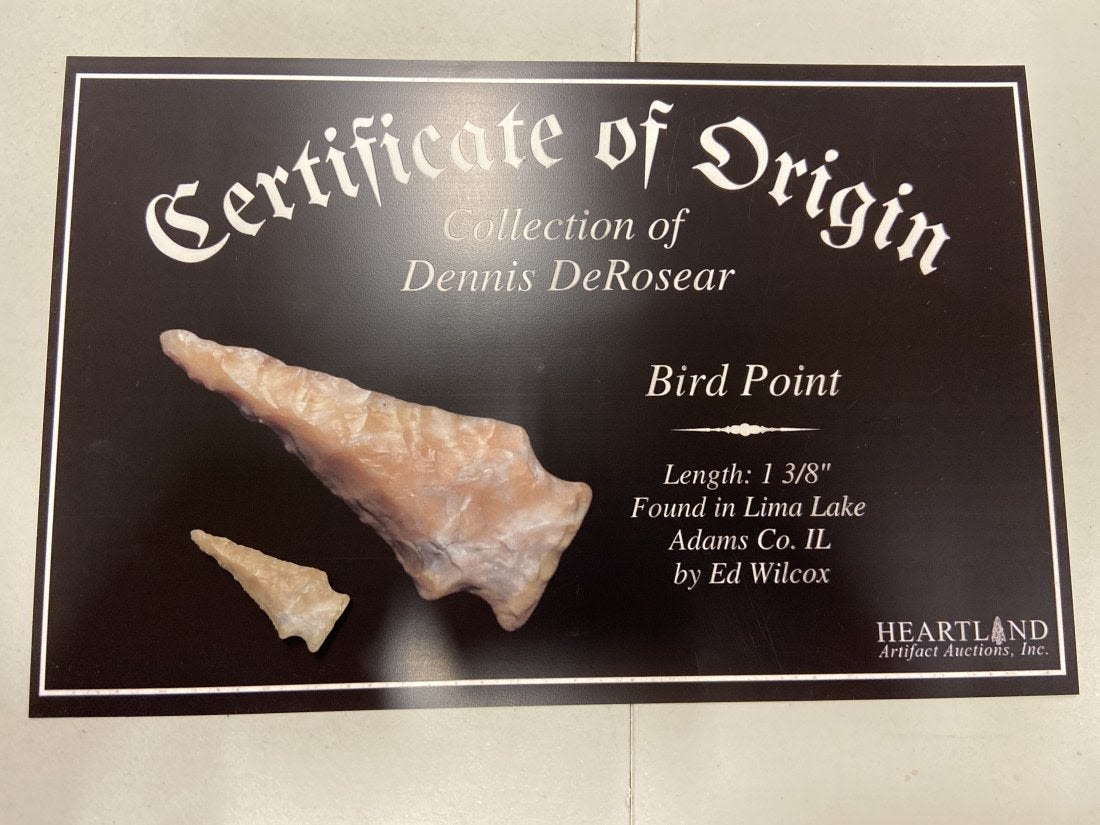 Certificate of Origin
Collection of
Dennis DeRosear
Bird Point
Length: 1 3/8"
Found in Lima Lake
Adams Co. IL
by Ed Wilcox
HEARTLAND
Artifact Auctions, Inc.